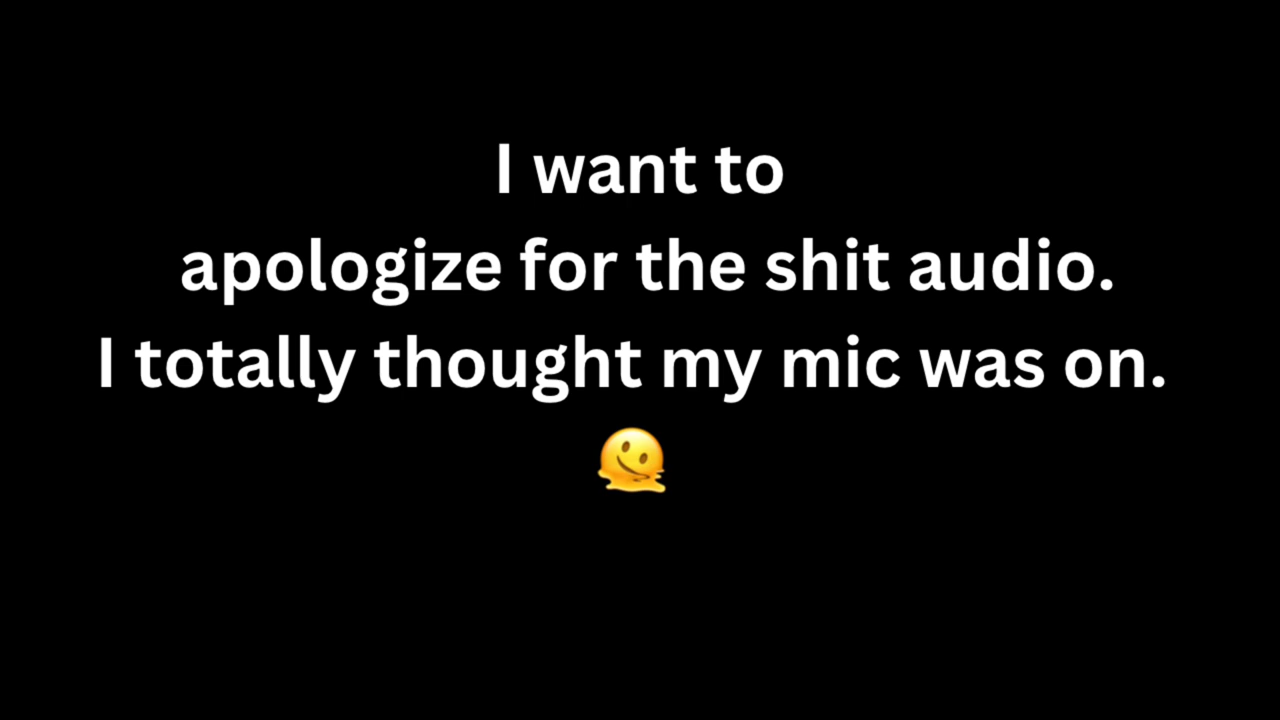 I want to
apologize for the shit audio.
I totally thought my mic was on.
🫠